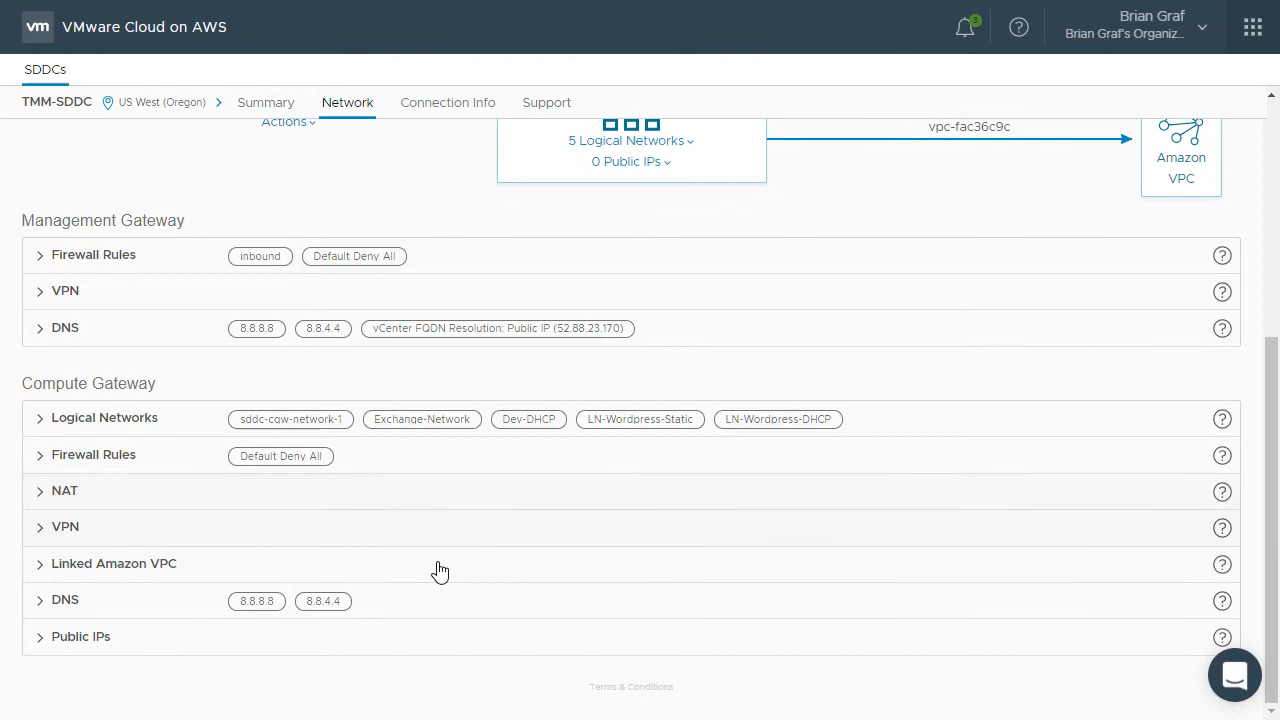 vm VMware Cloud on AWS
3
Brian Graf
Brian Graf's Organiz...
SDDCs
TMM-SDDC US West (Oregon) Summary Network Connection Info Support
Actions
5 Logical Networks
0 Public IPs
vpc-fac36c9c
Amazon
VPC
Management Gateway
Firewall Rules inbound Default Deny All
VPN
DNS 8.8.8.8 8.8.4.4 vCenter FQDN Resolution: Public IP (52.88.23.170)
Compute Gateway
Logical Networks sddc-cgw-network-1 Exchange-Network Dev-DHCP LN-Wordpress-Static LN-Wordpress-DHCP
Firewall Rules Default Deny All
NAT
VPN
Linked Amazon VPC
DNS 8.8.8.8 8.8.4.4
Public IPs
Terms & Conditions